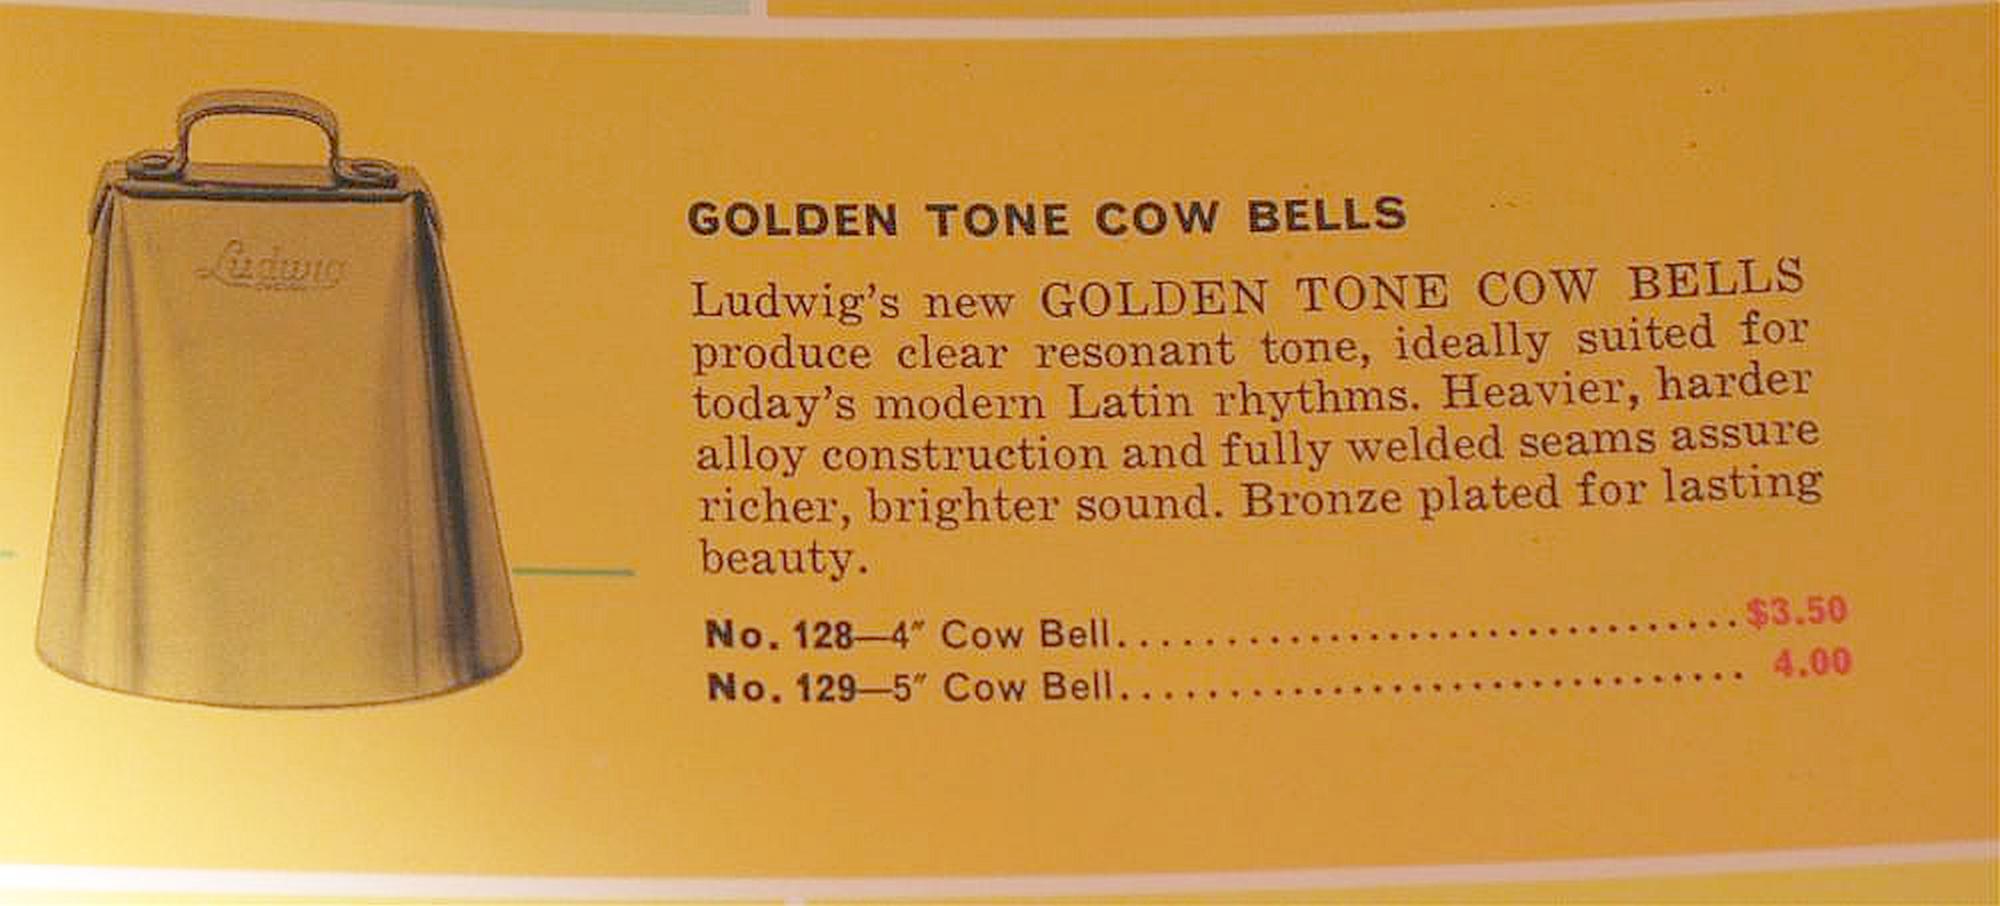 Ludwig
GOLDEN TONE COW BELLS
Ludwig's new GOLDEN TONE COW BELLS
produce clear resonant tone, ideally suited for
today's modern Latin rhythms. Heavier, harder
alloy construction and fully welded seams assure
richer, brighter sound. Bronze plated for lasting
beauty.
No. 128—4″ Cow Bell.................................$3.50
No. 129—5″ Cow Bell................................. 4.00